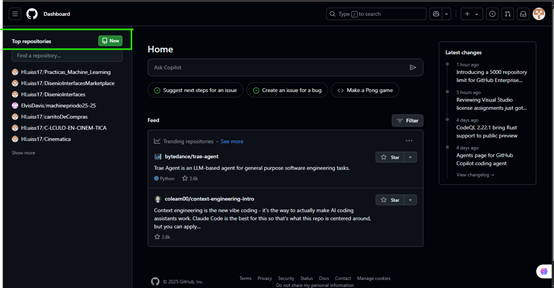 Dashboard
Type / to search
Top repositories
New
Find a repository...
HLuiss17/Practicas_Machine_Learning
HLuiss17/DisenioInterfacesMarketplace
HLuiss17/DisenioInterfaces
ElvisDavis/machinepriodo25-25
HLuiss17/carritoDeCompras
HLuiss17/C-LCULO-EN-CINEM-TICA
HLuiss17/Cinematica
Show more
Home
Ask Copilot
Suggest next steps for an issue
Create an issue for a bug
Make a Pong game
Feed
Filter
Trending repositories · See more
bytedance/trae-agent
Star
Trae Agent is an LLM-based agent for general purpose software engineering tasks.
Python
3.6k
coleam00/context-engineering-intro
Star
Context engineering is the new vibe coding - it's the way to actually make AI coding
assistants work. Claude Code is the best for this so that's what this repo is centered around,
but you can apply...
2.8k
Latest changes
1 hour ago
Introducing a 5000 repository
limit for GitHub Enterprise...
5 hours ago
Reviewing Visual Studio
license assignments just got...
4 days ago
CodeQL 2.22.1 bring Rust
support to public preview
4 days ago
Agents page for GitHub
Copilot coding agent
View changelog →
© 2025 GitHub, Inc.
Terms
Privacy
Security
Status
Docs
Contact
Manage cookies
Do not share my personal information